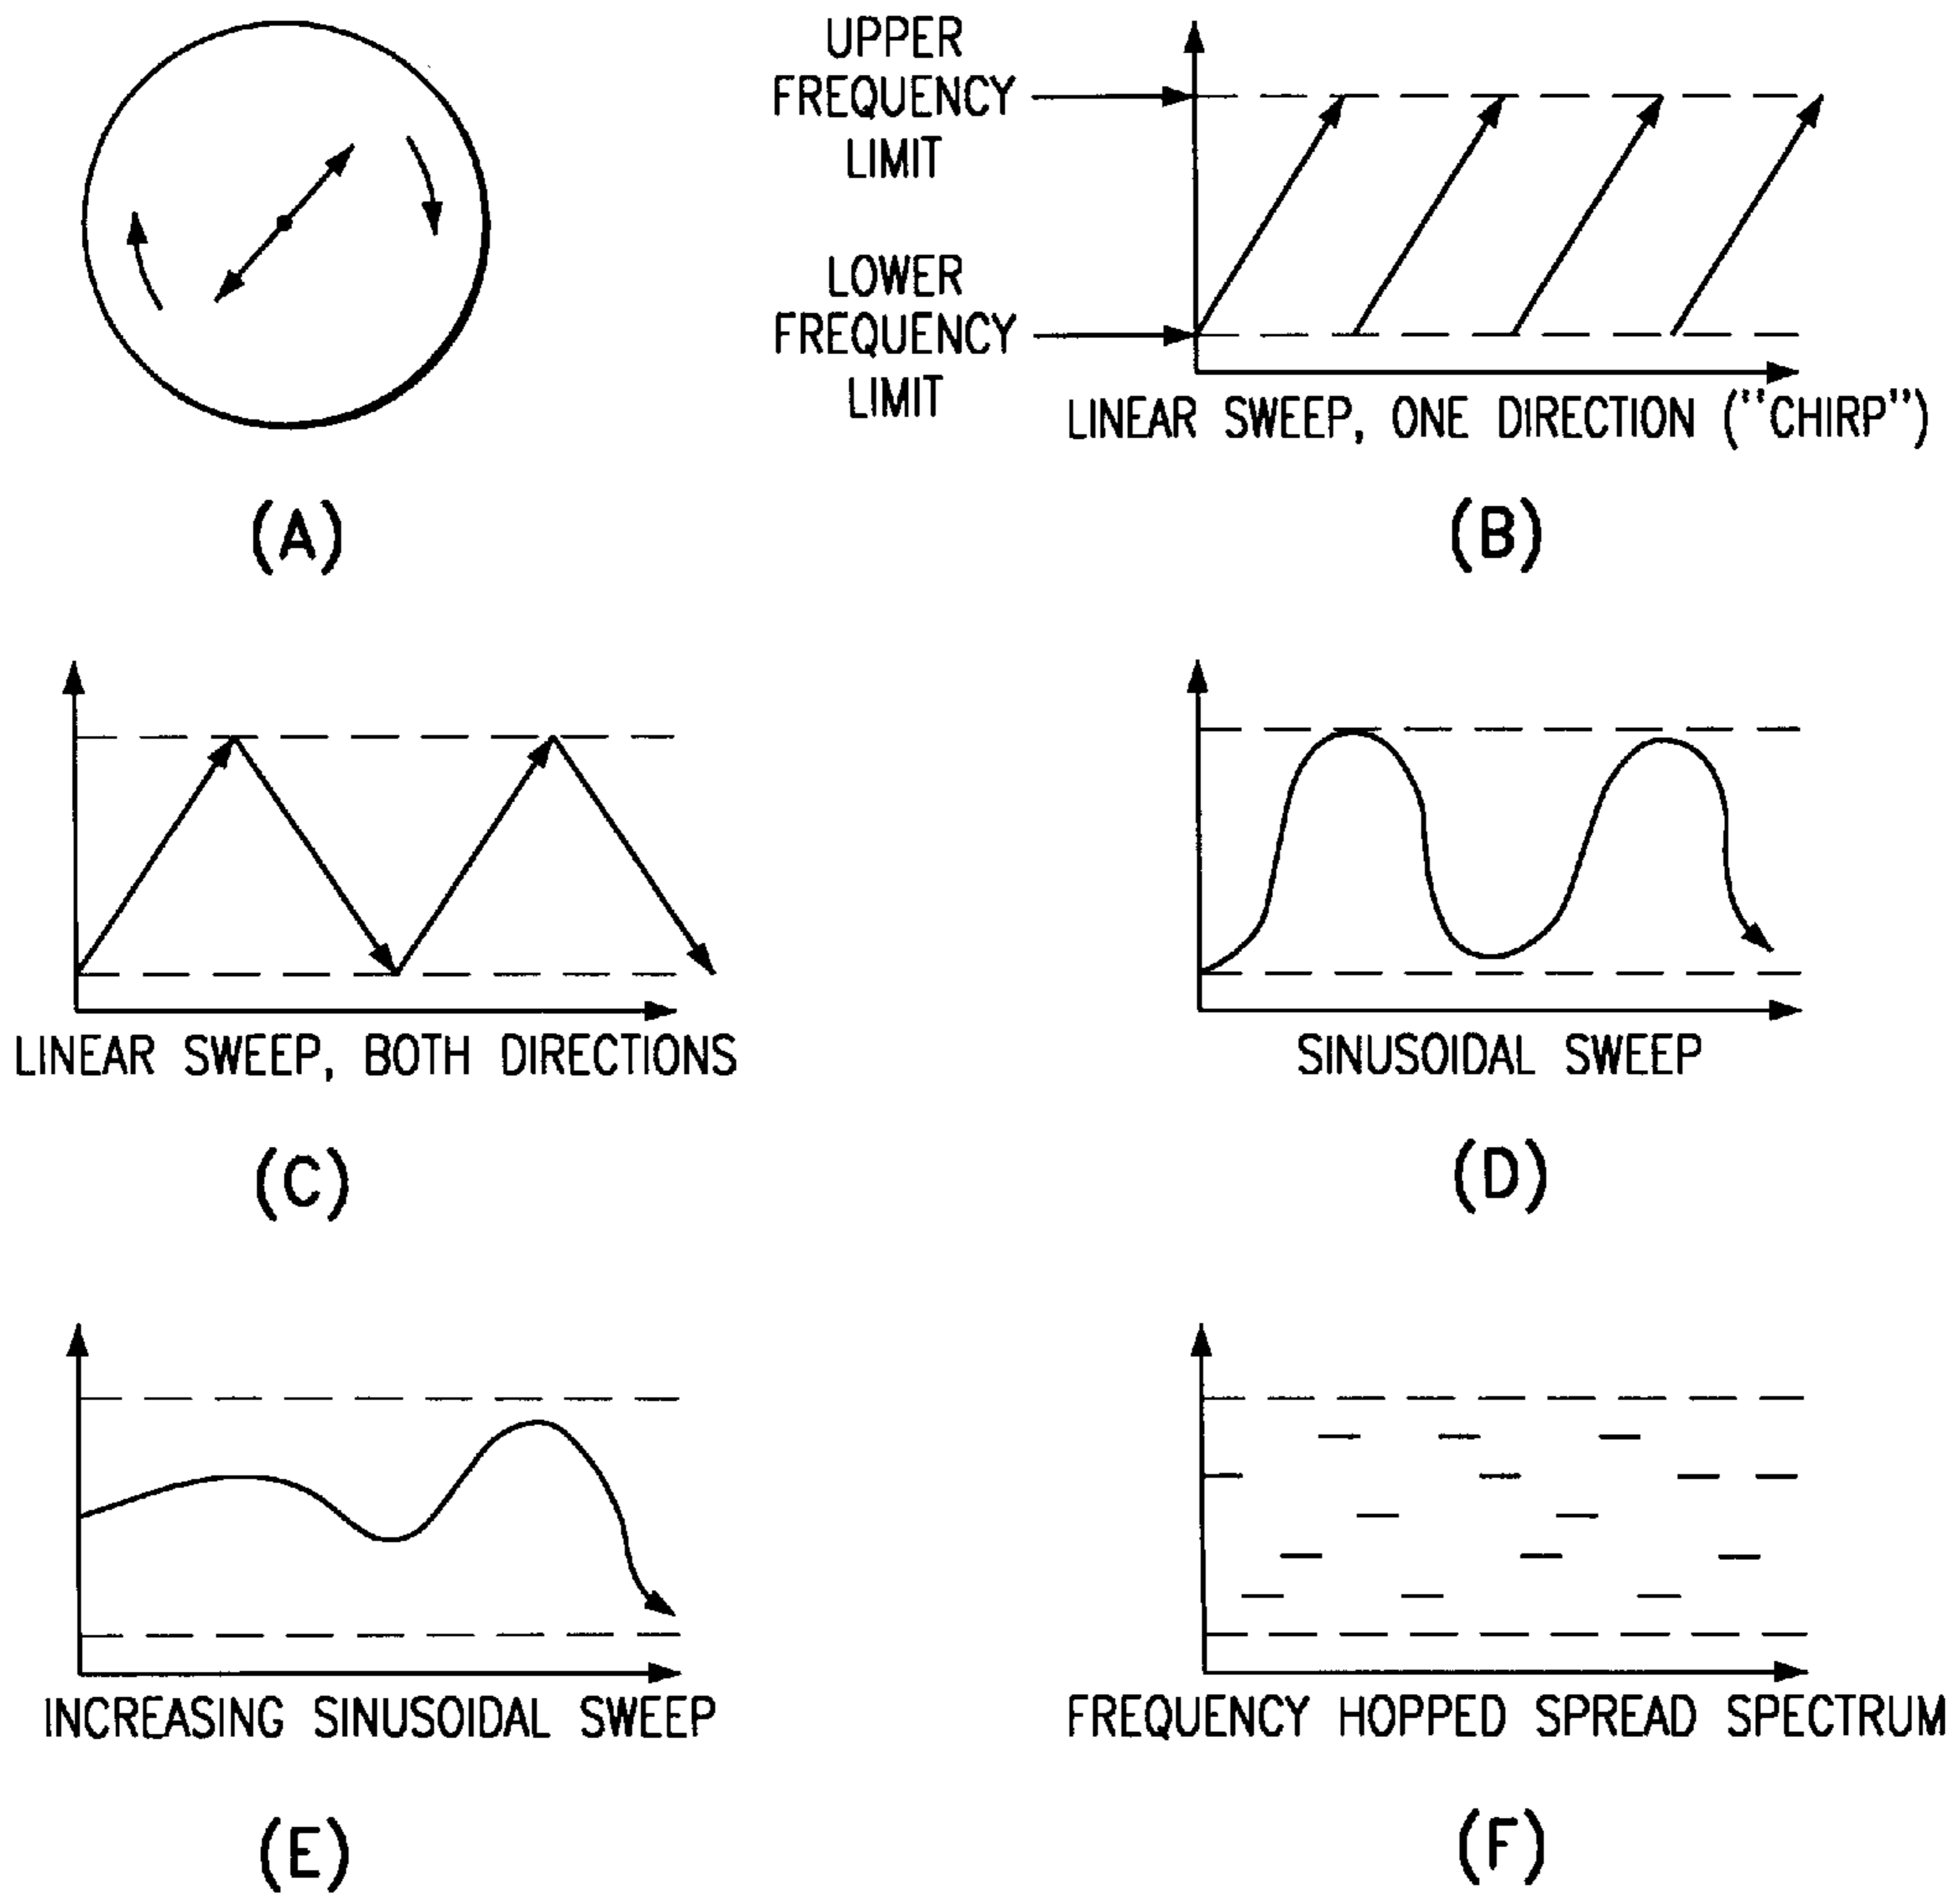 UPPER
FREQUENCY
LIMIT
LOWER
FREQUENCY
LIMIT
LINEAR SWEEP, ONE DIRECTION (“CHIRP”)
(A)
(B)
LINEAR SWEEP, BOTH DIRECTIONS
SINUSOIDAL SWEEP
(C)
(D)
INCREASING SINUSOIDAL SWEEP
FREQUENCY HOPPED SPREAD SPECTRUM
(E)
(F)